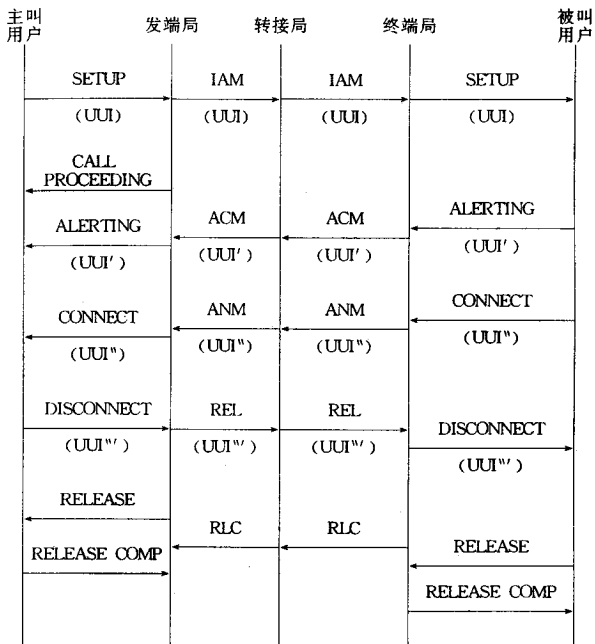 主叫 被叫
用户 发端局 转接局 终端局 用户
SETUP IAM IAM SETUP
(UUI) (UUI) (UUI) (UUI)
CALL
PROCEEDING
ALERTING ACM ACM ALERTING
(UUI′) (UUI′) (UUI′) (UUI′)
CONNECT ANM ANM CONNECT
(UUI″) (UUI″) (UUI″) (UUI″)
DISCONNECT REL REL DISCONNECT
(UUI‴) (UUI‴) (UUI‴) (UUI‴)
RELEASE
RLC RLC
RELEASE COMP RELEASE
RELEASE COMP